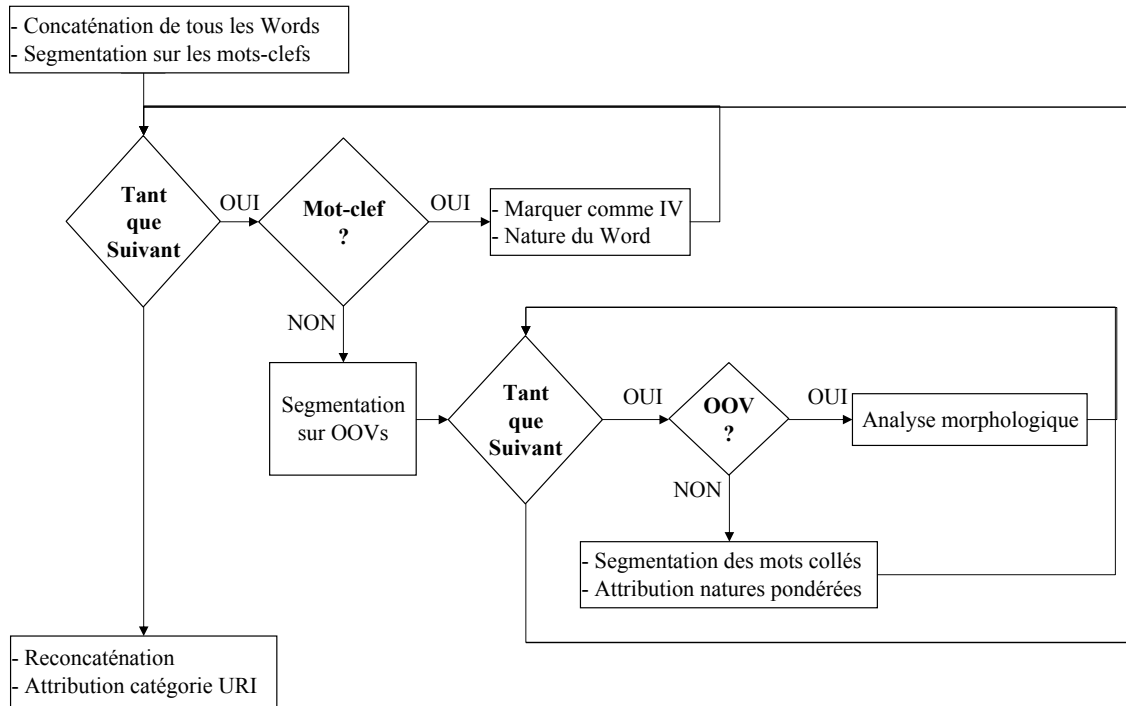 - Concaténation de tous les Words
- Segmentation sur les mots-clefs
Tant
que
Suivant
OUI
Mot-clef
?
OUI
- Marquer comme IV
- Nature du Word
NON
Segmentation
sur OOVs
Tant
que
Suivant
OUI
OOV
?
OUI
Analyse morphologique
NON
- Segmentation des mots collés
- Attribution natures pondérées
- Reconcaténation
- Attribution catégorie URI